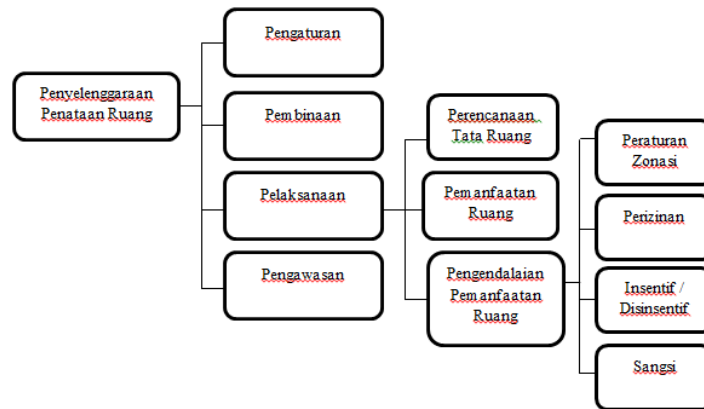 Penyelenggaraan
Penataan Ruang
Pengaturan
Pembinaan
Pelaksanaan
Pengawasan
Perencanaan
Tata Ruang
Pemanfaatan
Ruang
Pengendalaian
Pemanfaatan
Ruang
Peraturan
Zonasi
Perizinan
Insentif /
Disinsentif
Sangsi